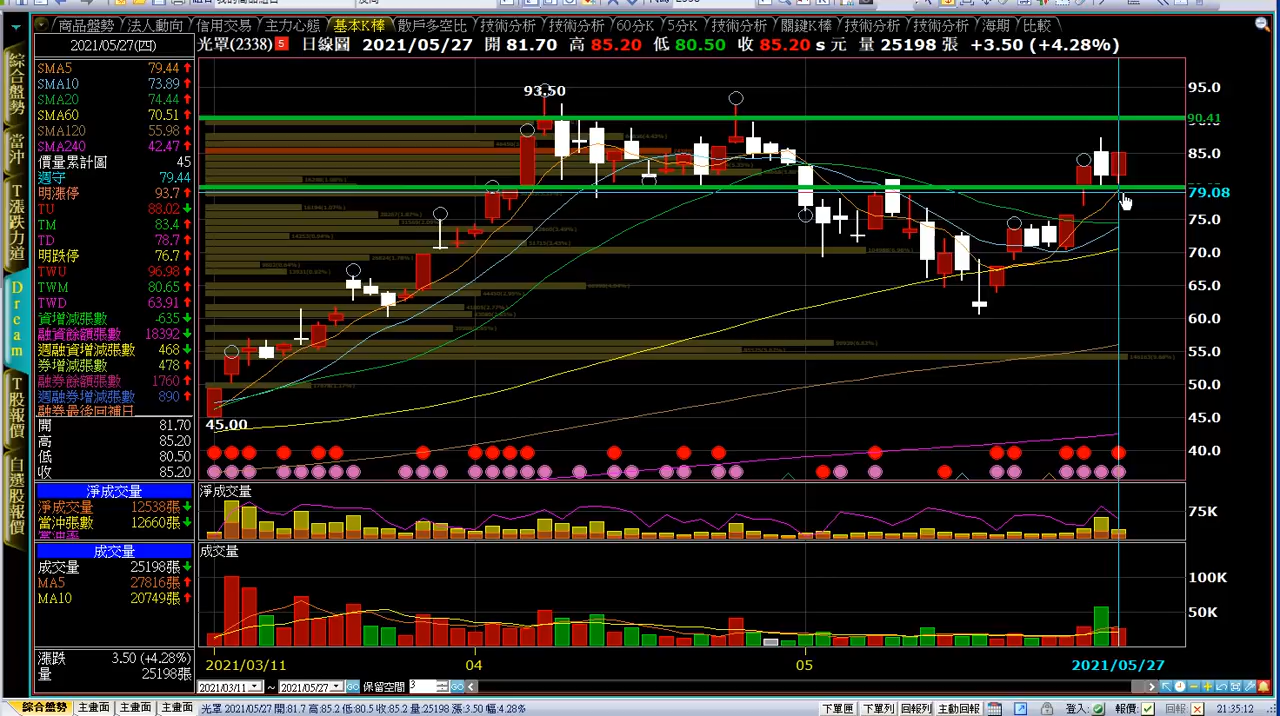 商品走勢 法人動向 信用交易 主力心態 基本K棒 散戶多空比 技術分析 技術分析 60分K 5分K 技術分析 關鍵K棒 技術分析 技術分析 海期 比較
2021/05/27(四)
光罩(2338) 5 日線圖 2021/05/27 開 81.70 高 85.20 低 80.50 收 85.20 s 元 量 25198 張 +3.50 (+4.28%)
SMA5 79.44
SMA10 73.89
SMA20 74.44
SMA60 70.51
SMA120 55.98
SMA240 42.47
價量累計圖 45
週守 79.44
明漲停 93.7
TU 88.02
TM 83.4
TD 78.7
明跌停 76.7
TWU 96.98
TWM 80.65
TWD 63.91
資增減張數 -635
融資餘額張數 18392
週融資增減張數 468
券增減張數 478
融券餘額張數 1760
週融券增減張數 890
融券最後回補日
開 81.70
高 85.20
低 80.50
收 85.20
淨成交量
淨成交量 12538張
當沖張數 12660張
當沖率
成交量
成交量 25198張
MA5 27816張
MA10 20749張
漲跌 3.50 (+4.28%)
量 25198張
綜合盤勢
當沖
T漲跌力道
Dream
T股報價
自選股報價
93.50
45.00
95.0
90.41
85.0
79.08
75.0
70.0
65.0
60.0
55.0
50.0
45.0
40.0
淨成交量
75K
成交量
100K
50K
2021/03/11 04 05 2021/05/27
2021/03/11 ~ 2021/05/27 GO 保留空間 3 GO
綜合盤勢 主畫面 主畫面 主畫面 光罩 2021/05/27 開:81.7 高:85.2 低:80.5 收:85.2 量:25198 漲:3.50 幅:4.28% 下單匣 下單列 回報列 主動回報 登入: 報價: 回報: 21:35:12